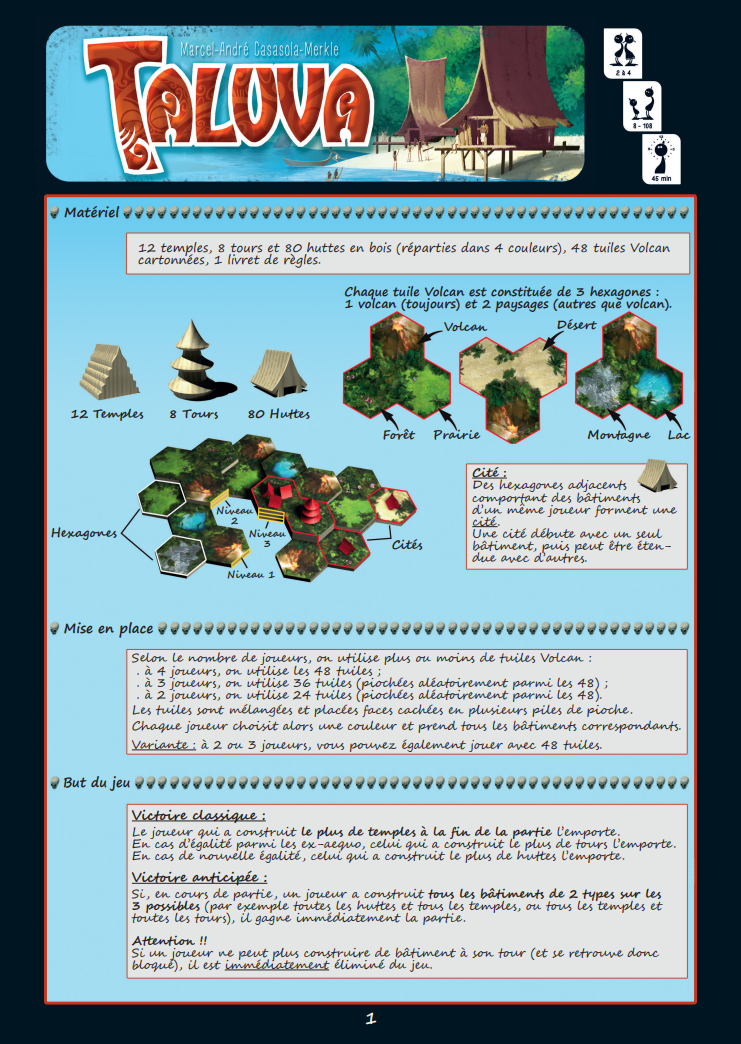 Marcel-André Casasola-Merkle
TALUVA
2 à 4
8 - 108
45 min
Matériel
12 temples, 8 tours et 80 huttes en bois (réparties dans 4 couleurs), 48 tuiles Volcan
cartonnées, 1 livret de règles.
Chaque tuile Volcan est constituée de 3 hexagones :
1 volcan (toujours) et 2 paysages (autres que volcan).
Volcan
Désert
12 Temples
8 Tours
80 Huttes
Forêt
Prairie
Montagne
Lac
Hexagones
Niveau
2
Niveau
3
Niveau 1
Cités
Cité :
Des hexagones adjacents
comportant des bâtiments
d'un même joueur forment une
cité.
Une cité débute avec un seul
bâtiment, puis peut être éten-
due avec d'autres.
Mise en place
Selon le nombre de joueurs, on utilise plus ou moins de tuiles Volcan :
. à 4 joueurs, on utilise les 48 tuiles ;
. à 3 joueurs, on utilise 36 tuiles (piochées aléatoirement parmi les 48) ;
. à 2 joueurs, on utilise 24 tuiles (piochées aléatoirement parmi les 48).
Les tuiles sont mélangées et placées faces cachées en plusieurs piles de pioche.
Chaque joueur choisit alors une couleur et prend tous les bâtiments correspondants.
Variante : à 2 ou 3 joueurs, vous pouvez également jouer avec 48 tuiles.
But du jeu
Victoire classique :
Le joueur qui a construit le plus de temples à la fin de la partie l'emporte.
En cas d'égalité parmi les ex-aequo, celui qui a construit le plus de tours l'emporte.
En cas de nouvelle égalité, celui qui a construit le plus de huttes l'emporte.
Victoire anticipée :
Si, en cours de partie, un joueur a construit tous les bâtiments de 2 types sur les
3 possibles (par exemple toutes les huttes et tous les temples, ou tous les temples et
toutes les tours), il gagne immédiatement la partie.
Attention !!
Si un joueur ne peut plus construire de bâtiment à son tour (et se retrouve donc
bloqué), il est immédiatement éliminé du jeu.
1